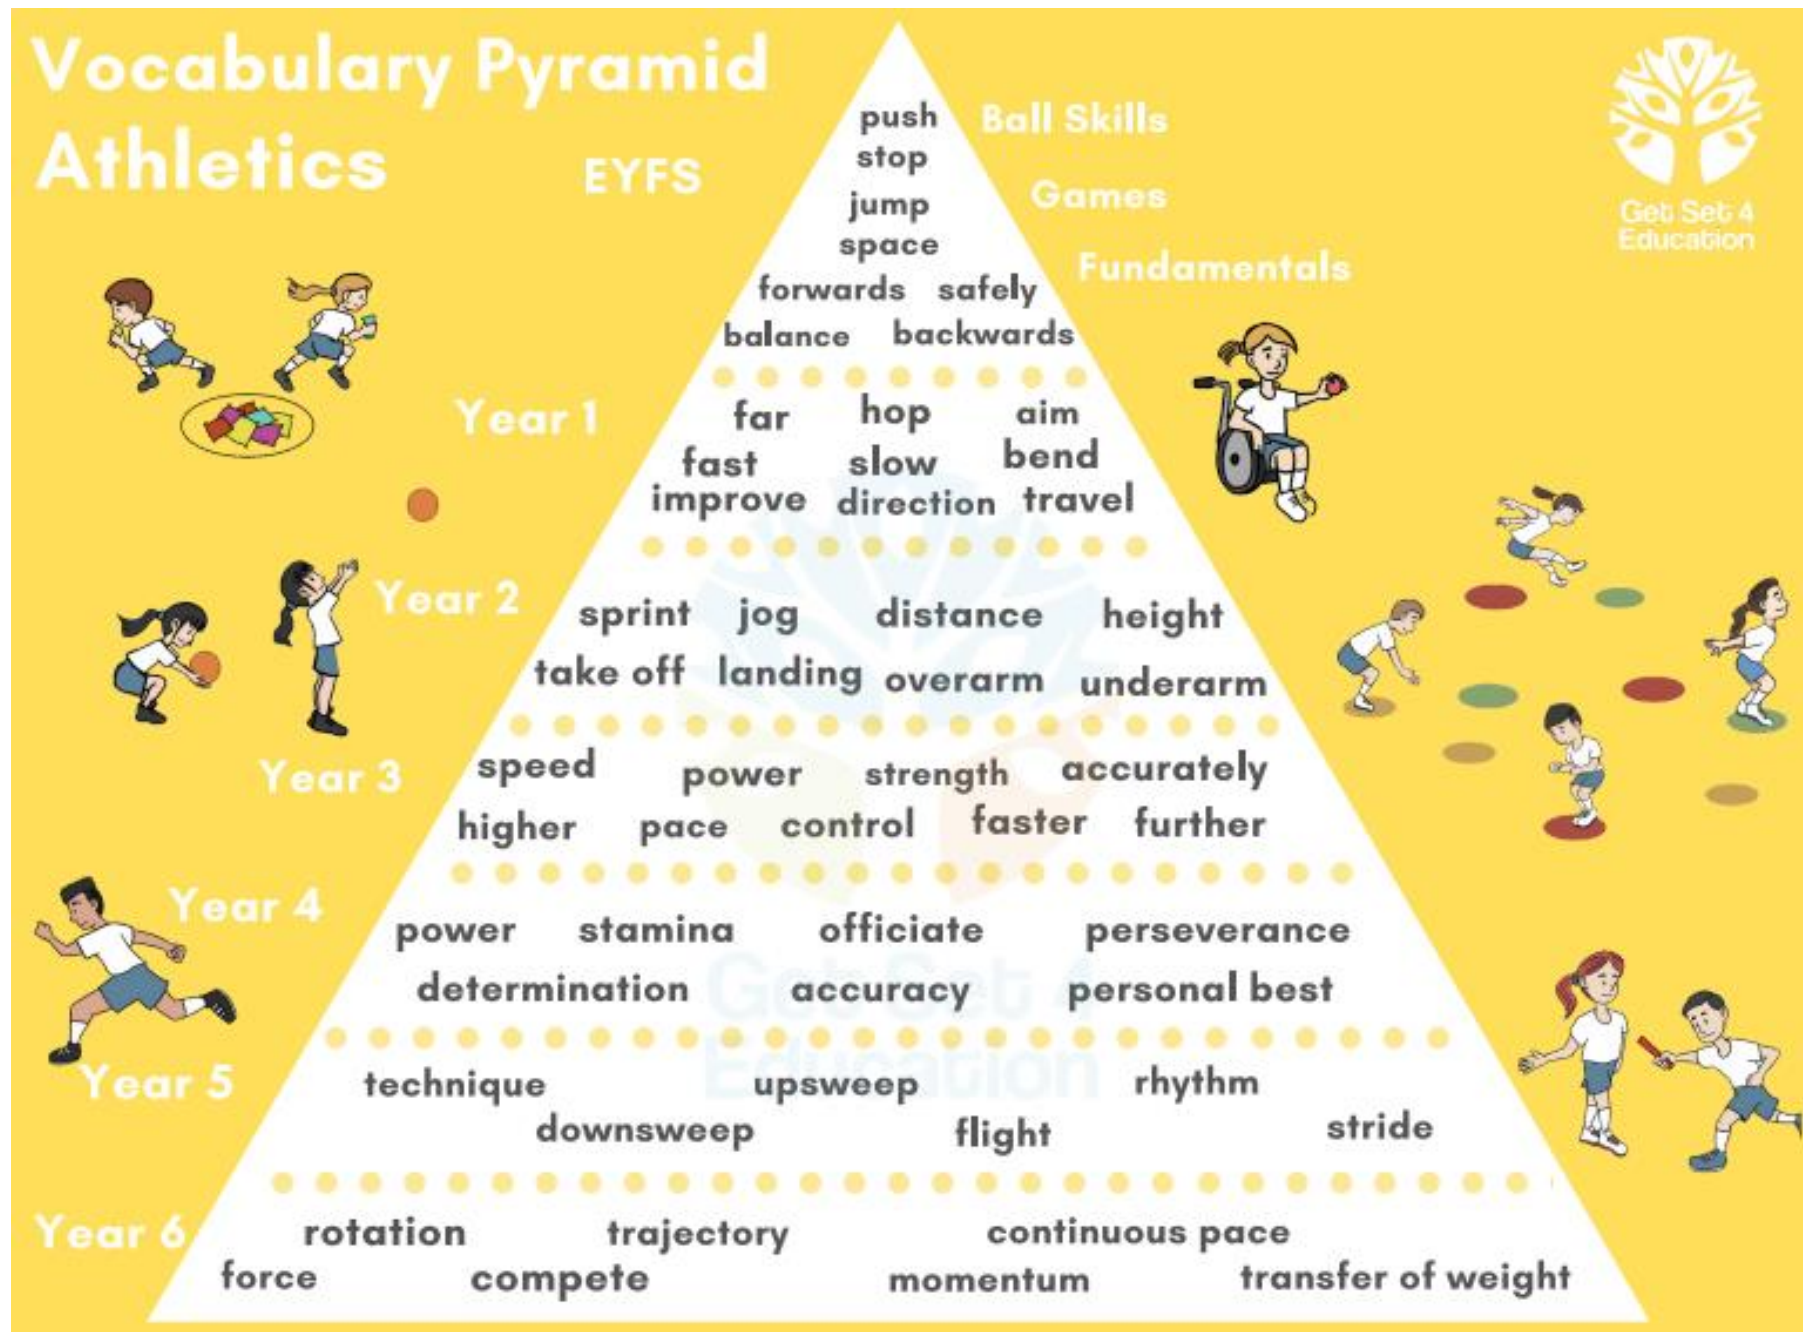 Vocabulary Pyramid
Athletics
EYFS
Ball Skills
Games
Fundamentals
Get Set 4
Education
push
stop
jump
space
forwards safely
balance backwards
Year 1
far hop aim
fast slow bend
improve direction travel
Year 2
sprint jog distance height
take off landing overarm underarm
Year 3
speed power strength accurately
higher pace control faster further
Year 4
power stamina officiate perseverance
determination accuracy personal best
Get Set 4
Education
Year 5
technique upsweep rhythm
downsweep flight stride
Year 6
rotation trajectory continuous pace
force compete momentum transfer of weight